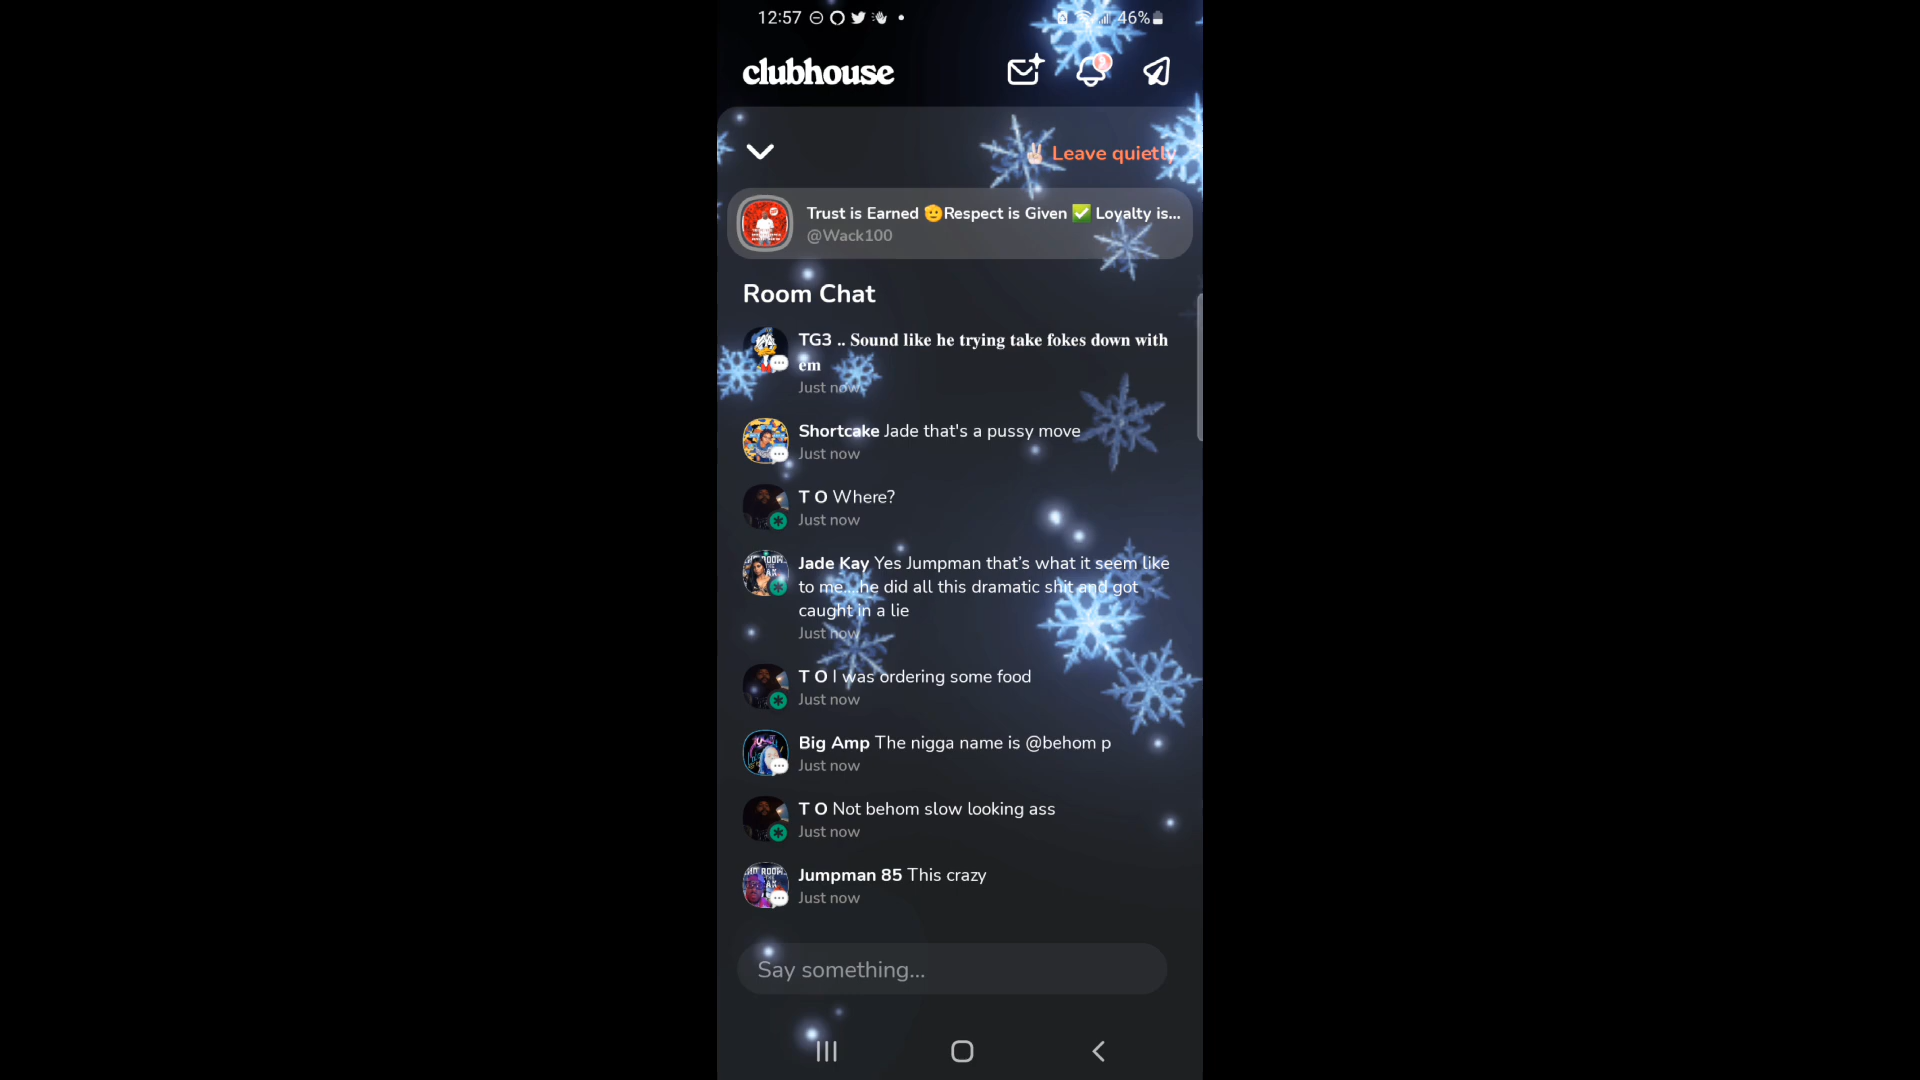 12:57 46%
clubhouse
✌🏻 Leave quietly
Trust is Earned 🫡Respect is Given ✅ Loyalty is...
@Wack100
Room Chat
TG3 .. Sound like he trying take fokes down with
em
Just now
Shortcake Jade that's a pussy move
Just now
T O Where?
Just now
Jade Kay Yes Jumpman that's what it seem like
to me....he did all this dramatic shit and got
caught in a lie
Just now
T O I was ordering some food
Just now
Big Amp The nigga name is @behom p
Just now
T O Not behom slow looking ass
Just now
Jumpman 85 This crazy
Just now
Say something...